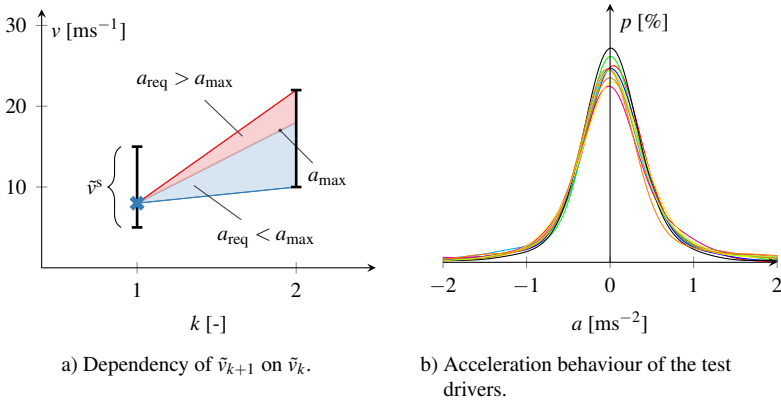 v [ms⁻¹]
30
20
10
a_req > a_max
a_max
a_req < a_max
ṽˢ
1
2
k [-]
a) Dependency of ṽ_{k+1} on ṽ_k.
p [%]
−2
−1
0
1
2
a [ms⁻²]
b) Acceleration behaviour of the test
drivers.